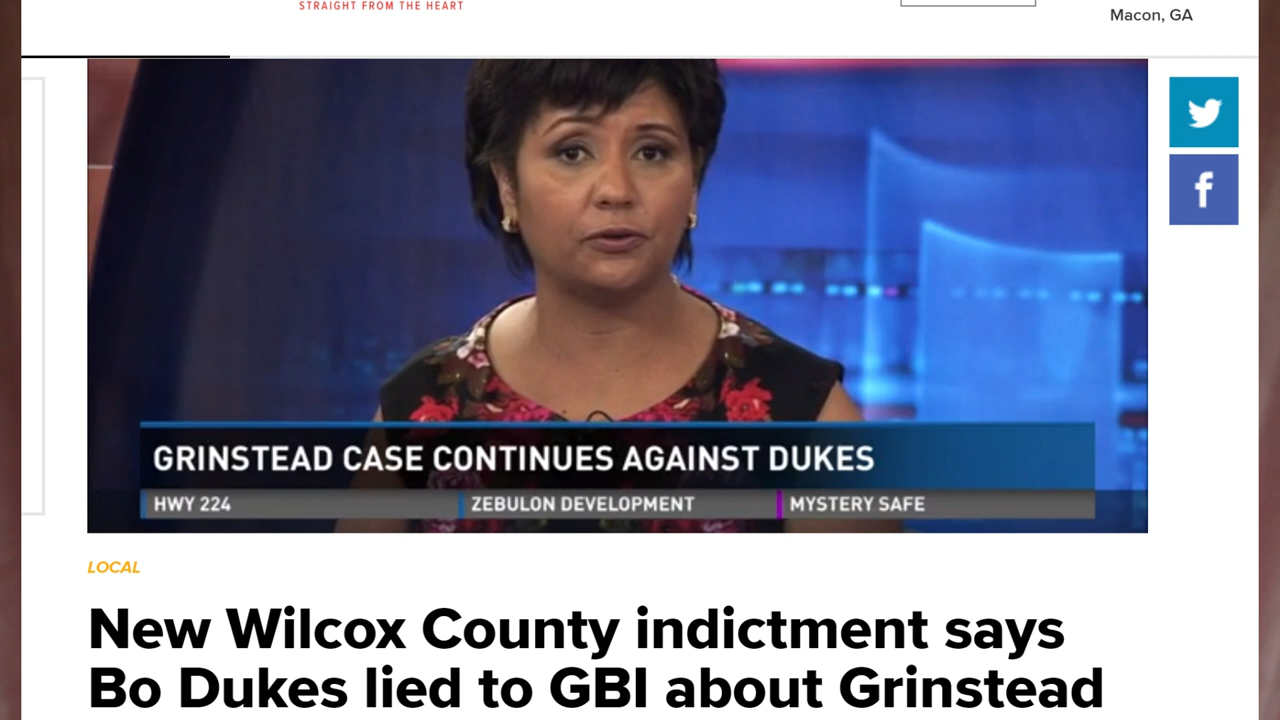 STRAIGHT FROM THE HEART
Macon, GA
GRINSTEAD CASE CONTINUES AGAINST DUKES
HWY 224
ZEBULON DEVELOPMENT
MYSTERY SAFE
LOCAL
New Wilcox County indictment says
Bo Dukes lied to GBI about Grinstead